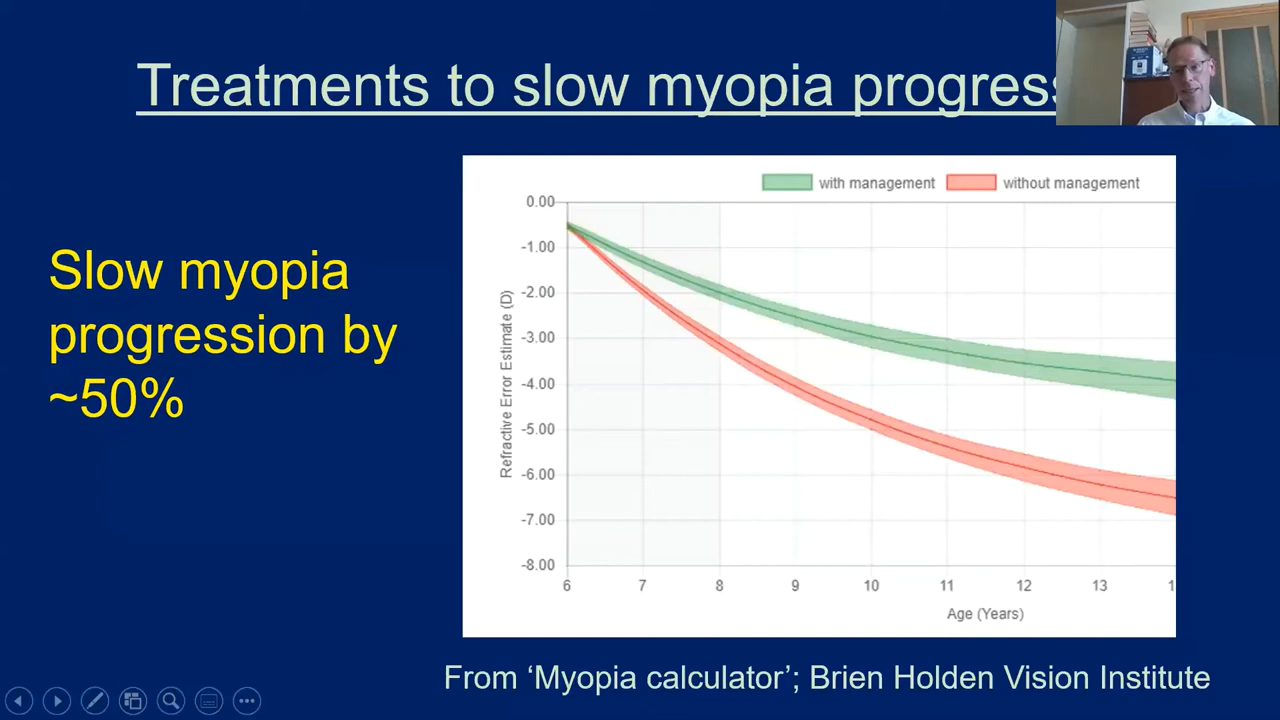 Treatments to slow myopia progress
Slow myopia
progression by
~50%
with management
without management
0.00
-1.00
-2.00
-3.00
-4.00
-5.00
-6.00
-7.00
-8.00
Refractive Error Estimate (D)
6 7 8 9 10 11 12 13 1
Age (Years)
From ‘Myopia calculator’; Brien Holden Vision Institute